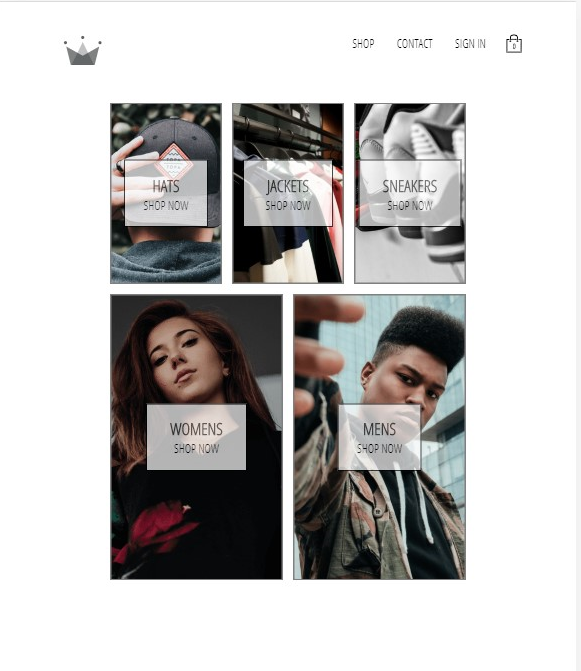 SHOP
CONTACT
SIGN IN
0
HATS
SHOP NOW
JACKETS
SHOP NOW
SNEAKERS
SHOP NOW
WOMENS
SHOP NOW
MENS
SHOP NOW